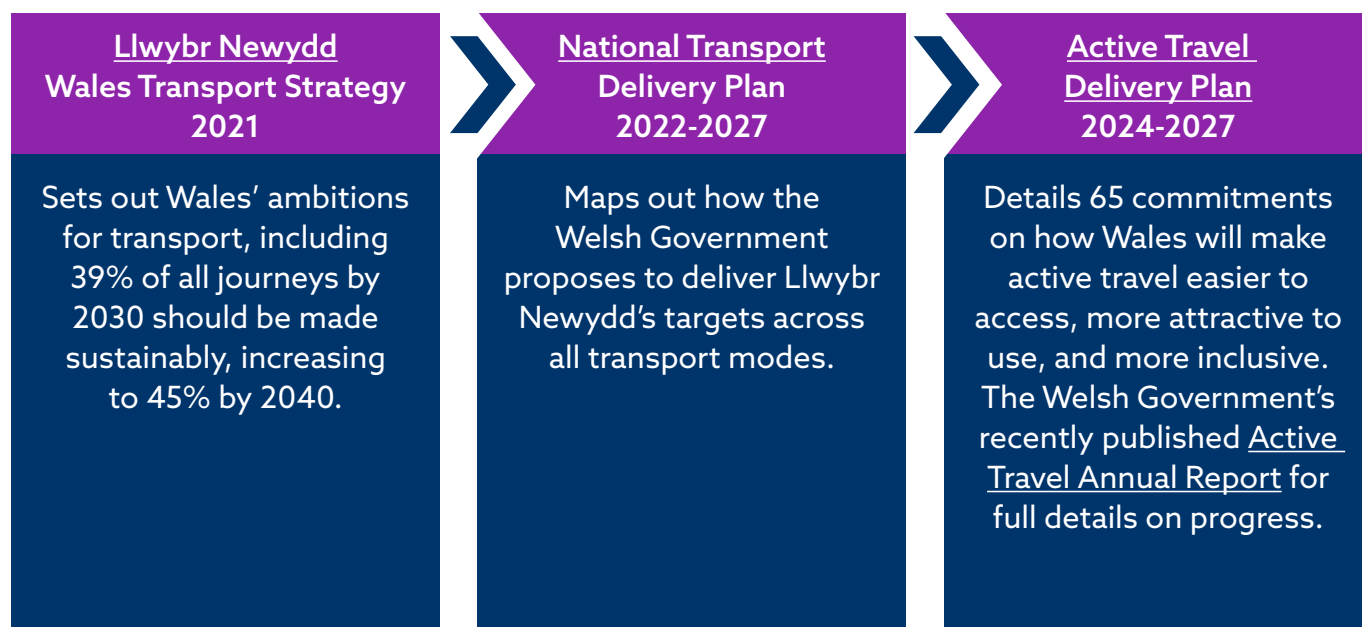 Llwybr Newydd
Wales Transport Strategy
2021
Sets out Wales’ ambitions
for transport, including
39% of all journeys by
2030 should be made
sustainably, increasing
to 45% by 2040.
National Transport
Delivery Plan
2022-2027
Maps out how the
Welsh Government
proposes to deliver Llwybr
Newydd’s targets across
all transport modes.
Active Travel
Delivery Plan
2024-2027
Details 65 commitments
on how Wales will make
active travel easier to
access, more attractive to
use, and more inclusive.
The Welsh Government’s
recently published Active
Travel Annual Report for
full details on progress.